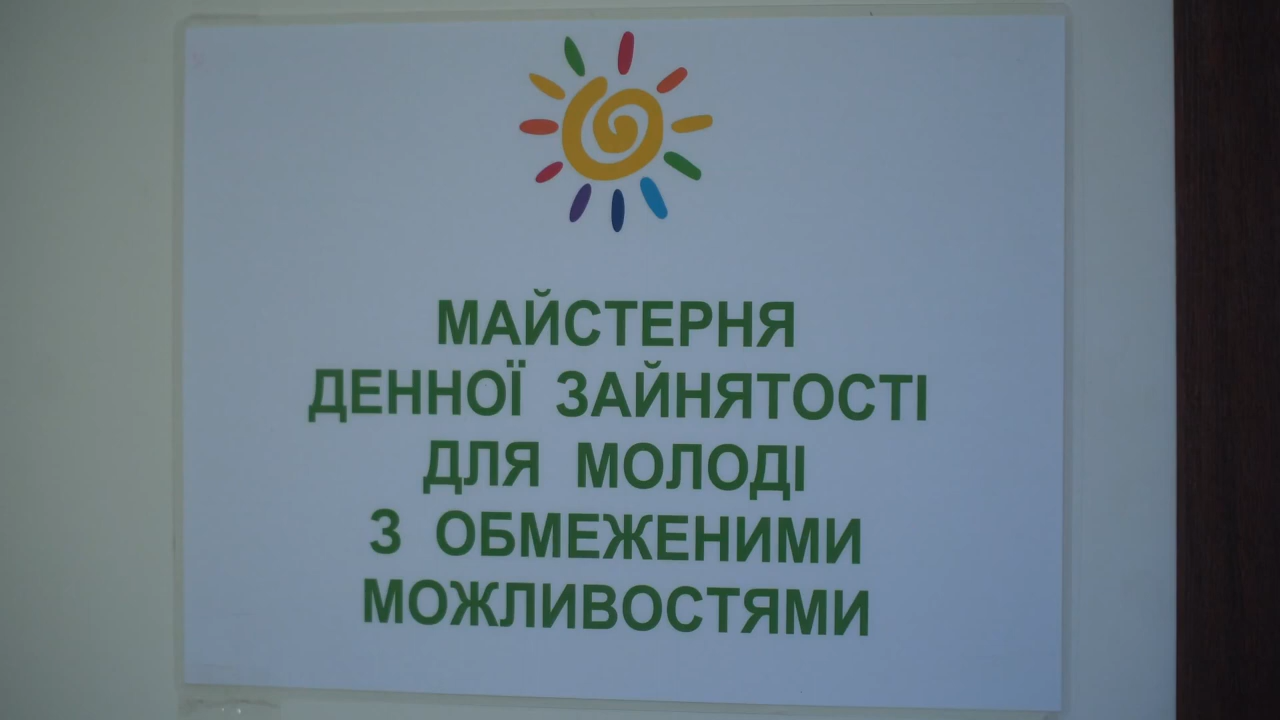 МАЙСТЕРНЯ
ДЕННОЇ ЗАЙНЯТОСТІ
ДЛЯ МОЛОДІ
З ОБМЕЖЕНИМИ
МОЖЛИВОСТЯМИ